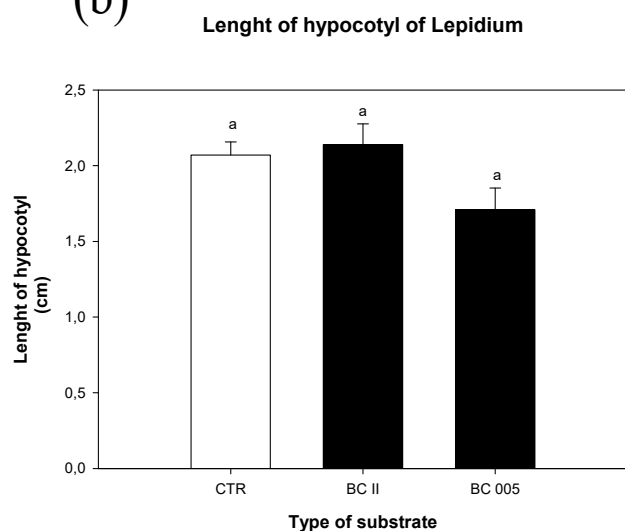 (b)
Lenght of hypocotyl of Lepidium
2,5
2,0
1,5
1,0
0,5
0,0
Lenght of hypocotyl
(cm)
a
a
a
CTR
BC II
BC 005
Type of substrate